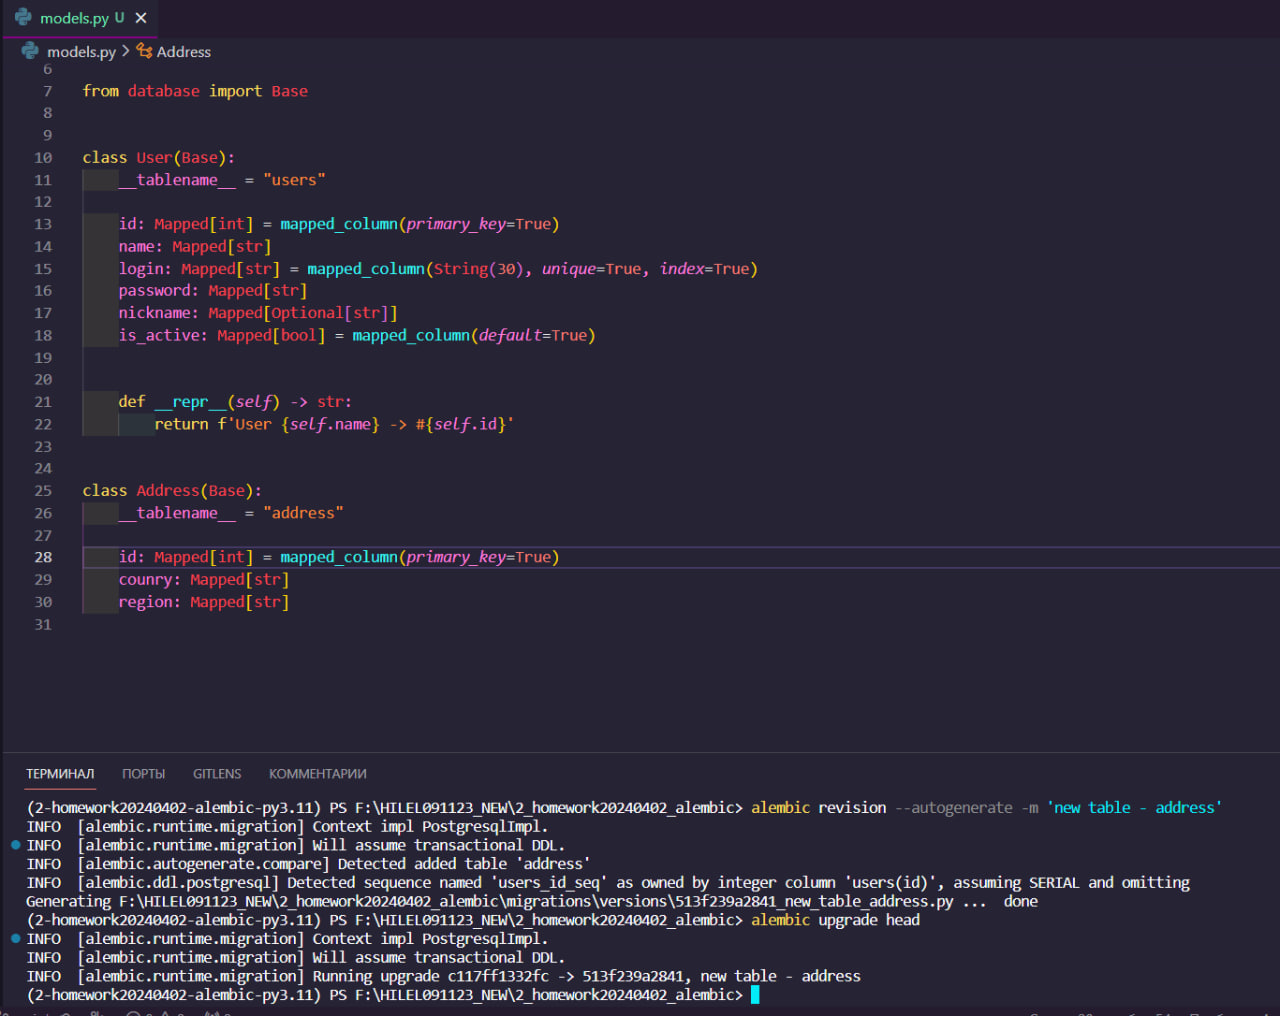 models.py U ×
models.py > Address
6
7 from database import Base
8
9
10 class User(Base):
11 __tablename__ = "users"
12
13 id: Mapped[int] = mapped_column(primary_key=True)
14 name: Mapped[str]
15 login: Mapped[str] = mapped_column(String(30), unique=True, index=True)
16 password: Mapped[str]
17 nickname: Mapped[Optional[str]]
18 is_active: Mapped[bool] = mapped_column(default=True)
19
20
21 def __repr__(self) -> str:
22 return f'User {self.name} -> #{self.id}'
23
24
25 class Address(Base):
26 __tablename__ = "address"
27
28 id: Mapped[int] = mapped_column(primary_key=True)
29 counry: Mapped[str]
30 region: Mapped[str]
31
ТЕРМИНАЛ ПОРТЫ GITLENS КОММЕНТАРИИ
(2-homework20240402-alembic-py3.11) PS F:\HILEL091123_NEW\2_homework20240402_alembic> alembic revision --autogenerate -m 'new table - address'
INFO [alembic.runtime.migration] Context impl PostgresqlImpl.
INFO [alembic.runtime.migration] Will assume transactional DDL.
INFO [alembic.autogenerate.compare] Detected added table 'address'
INFO [alembic.ddl.postgresql] Detected sequence named 'users_id_seq' as owned by integer column 'users(id)', assuming SERIAL and omitting
Generating F:\HILEL091123_NEW\2_homework20240402_alembic\migrations\versions\513f239a2841_new_table_address.py ... done
(2-homework20240402-alembic-py3.11) PS F:\HILEL091123_NEW\2_homework20240402_alembic> alembic upgrade head
INFO [alembic.runtime.migration] Context impl PostgresqlImpl.
INFO [alembic.runtime.migration] Will assume transactional DDL.
INFO [alembic.runtime.migration] Running upgrade c117ff1332fc -> 513f239a2841, new table - address
(2-homework20240402-alembic-py3.11) PS F:\HILEL091123_NEW\2_homework20240402_alembic>